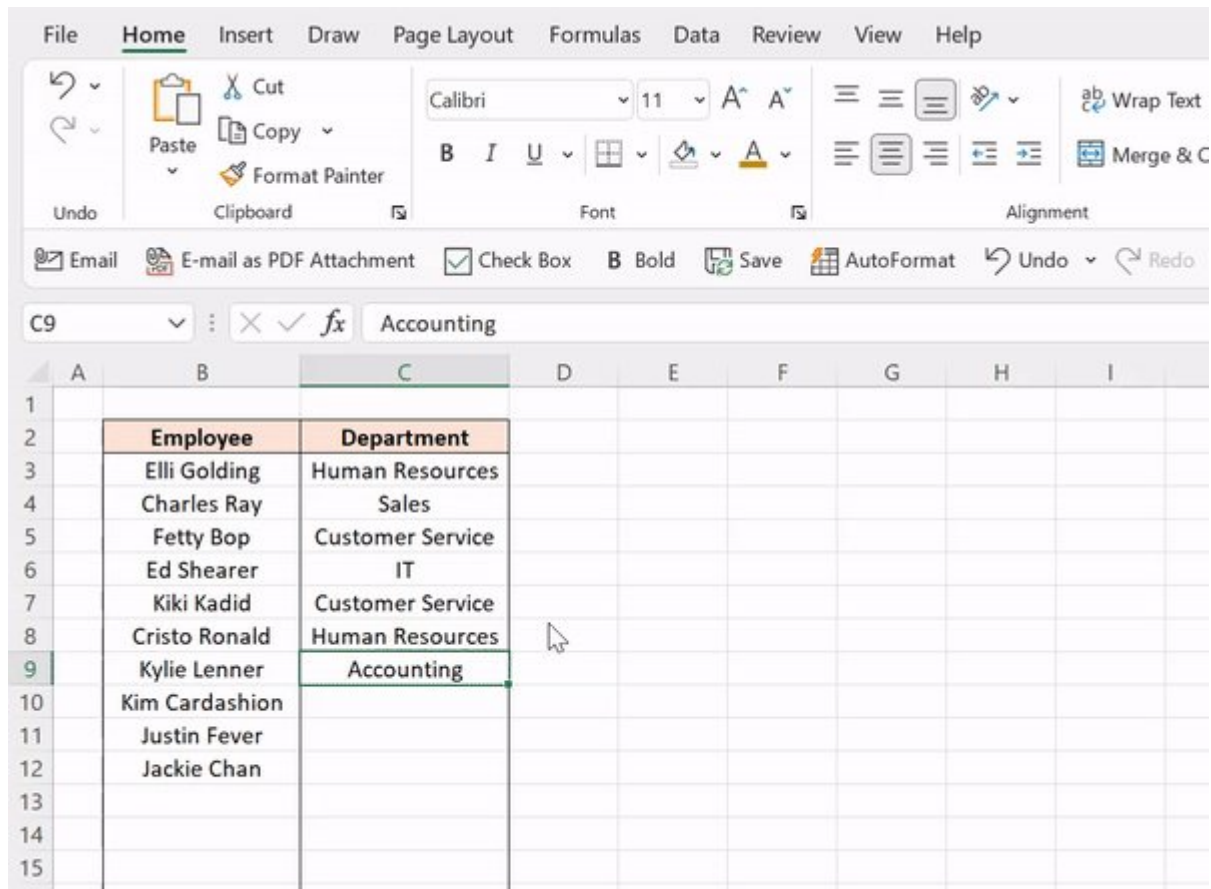 File Home Insert Draw Page Layout Formulas Data Review View Help
Cut
Calibri 11 A A
ab Wrap Text
Copy
Paste
B I U A
Merge & C
Format Painter
Undo Clipboard Font Alignment
Email E-mail as PDF Attachment Check Box B Bold Save AutoFormat Undo Redo
C9 fx Accounting
A B C D E F G H I
1
2 Employee Department
3 Elli Golding Human Resources
4 Charles Ray Sales
5 Fetty Bop Customer Service
6 Ed Shearer IT
7 Kiki Kadid Customer Service
8 Cristo Ronald Human Resources
9 Kylie Lenner Accounting
10 Kim Cardashion
11 Justin Fever
12 Jackie Chan
13
14
15